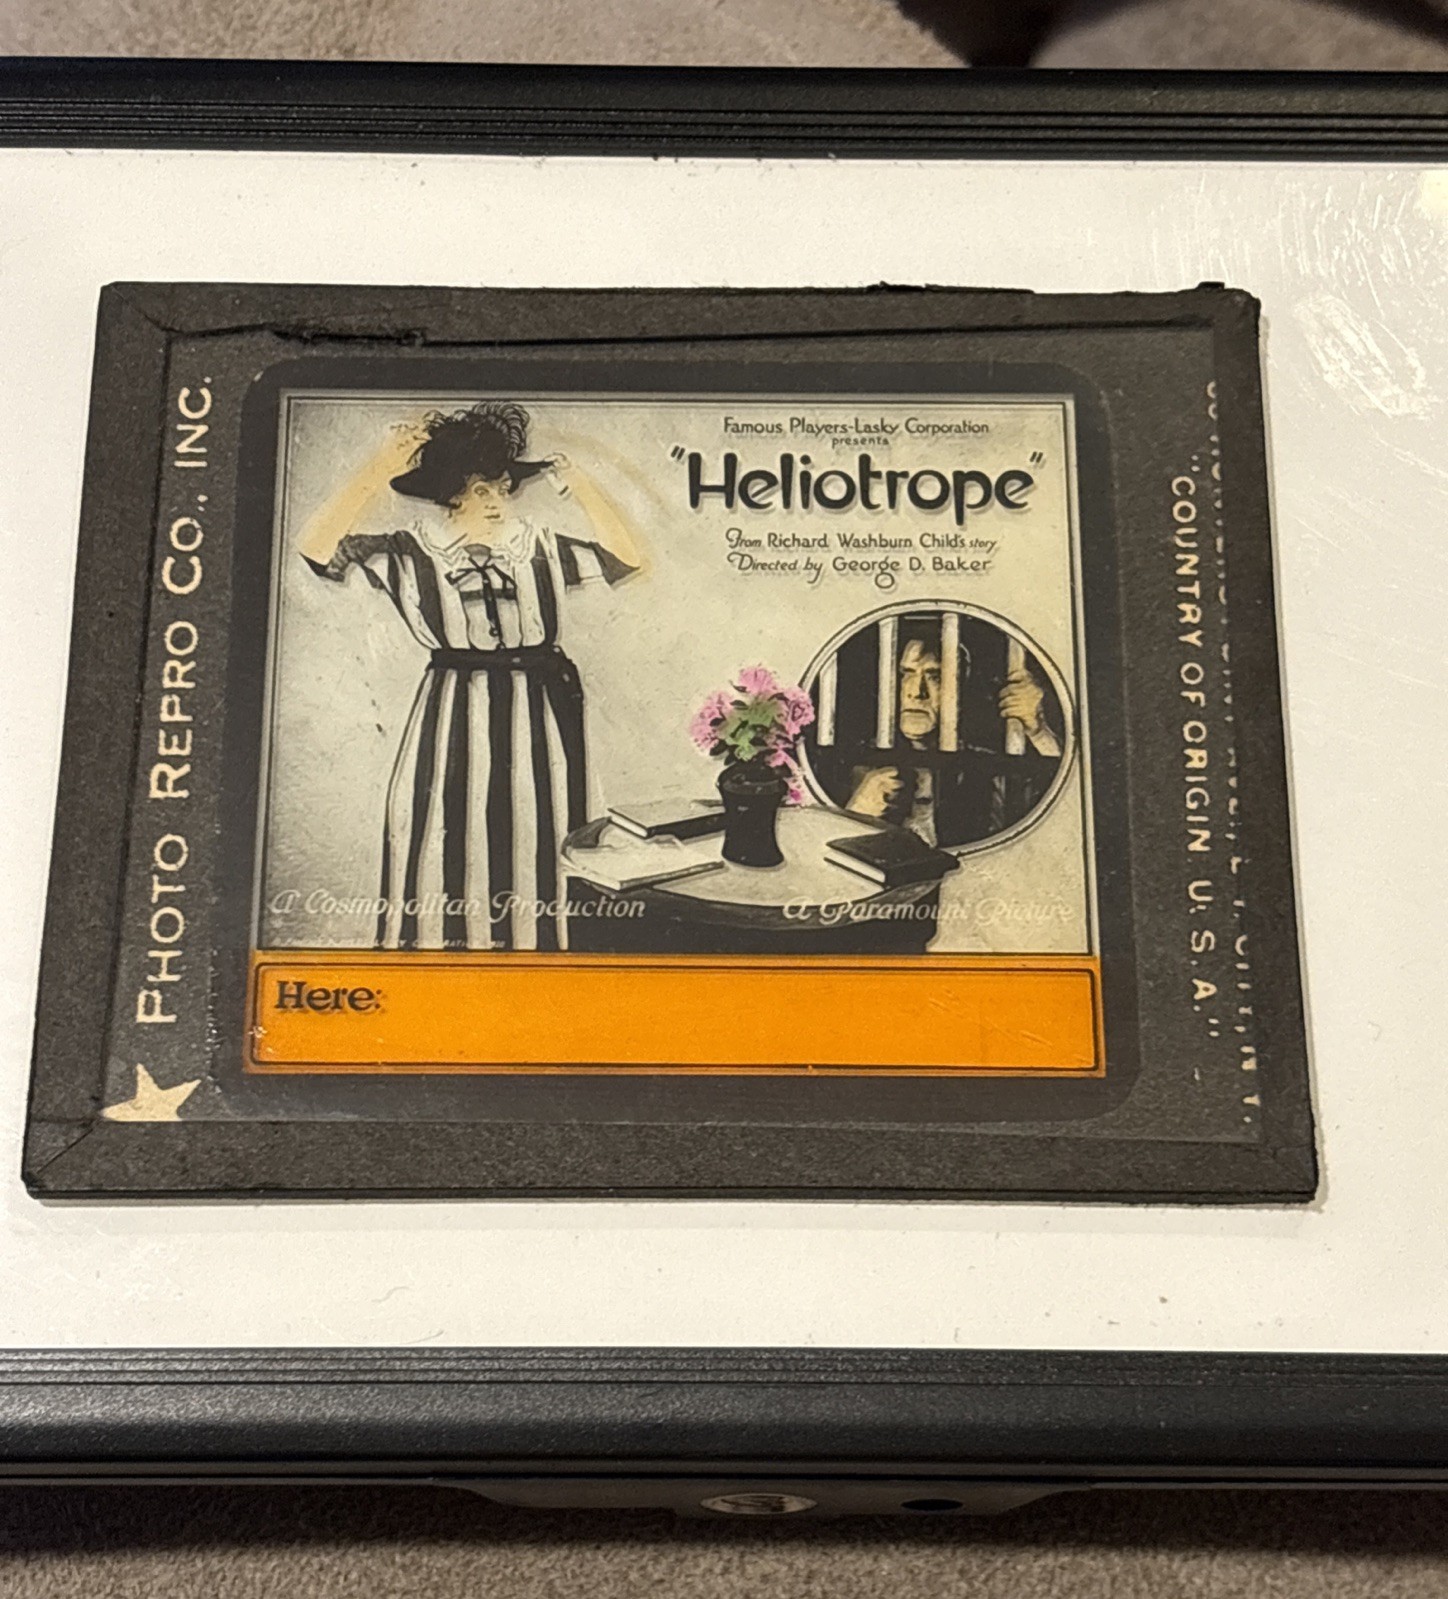 PHOTO REPRO CO., INC.
Famous Players-Lasky Corporation
presents
"Heliotrope"
From Richard Washburn Child's story
Directed by George D. Baker
A Cosmopolitan Production
A Paramount Picture
Here:
"COUNTRY OF ORIGIN U. S. A."